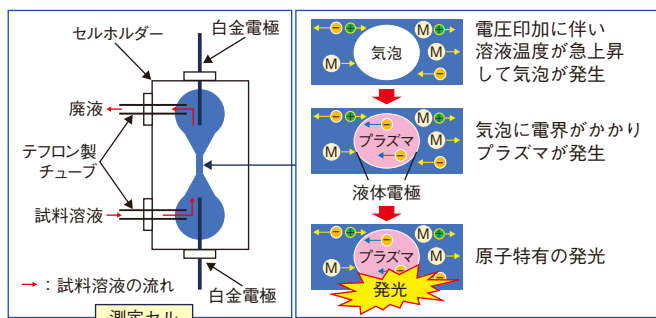 セルホルダー
白金電極
廃液
テフロン製
チューブ
試料溶液
→：試料溶液の流れ
白金電極
測定セル
気泡
M
M
M
電圧印加に伴い
溶液温度が急上昇
して気泡が発生
プラズマ
M
M
M
気泡に電界がかかり
プラズマが発生
液体電極
プラズマ
M
M
M
発光
原子特有の発光